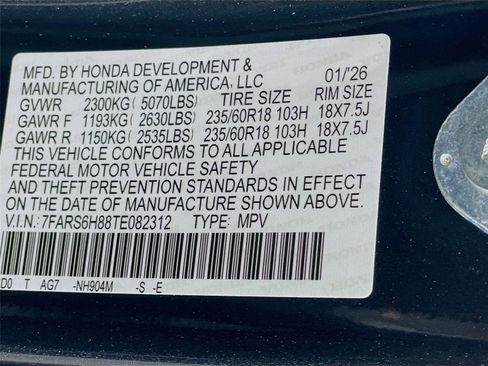 MFD. BY HONDA DEVELOPMENT &
MANUFACTURING OF AMERICA, LLC 01/'26
GVWR 2300KG ( 5070LBS) TIRE SIZE RIM SIZE
GAWR F 1193KG ( 2630LBS) 235/60R18 103H 18X7.5J
GAWR R 1150KG ( 2535LBS) 235/60R18 103H 18X7.5J
THIS VEHICLE CONFORMS TO ALL APPLICABLE
FEDERAL MOTOR VEHICLE SAFETY
AND THEFT PREVENTION STANDARDS IN EFFECT
ON THE DATE OF MANUFACTURE SHOWN ABOVE.
V.I.N.: 7FARS6H88TE082312 TYPE: MPV
D0 T AG7 -NH904M -S -E